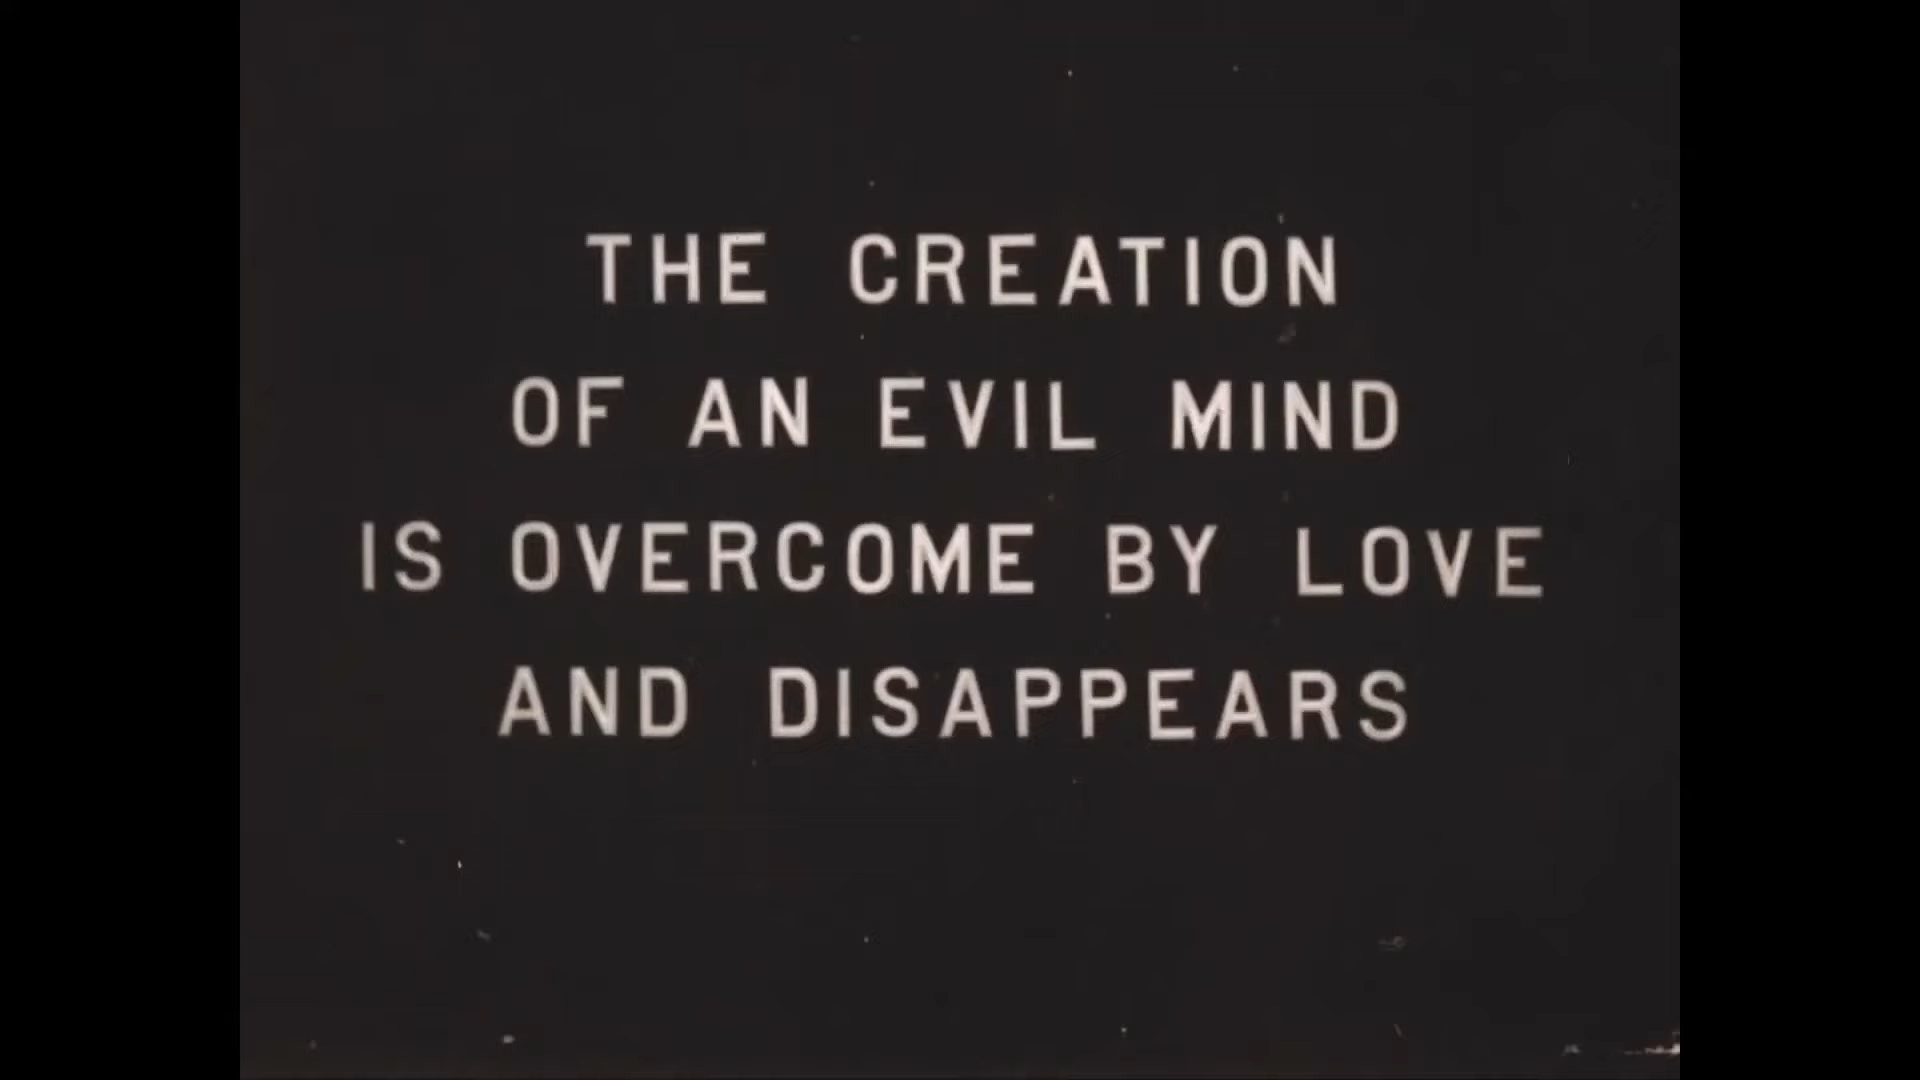 THE CREATION
OF AN EVIL MIND
IS OVERCOME BY LOVE
AND DISAPPEARS